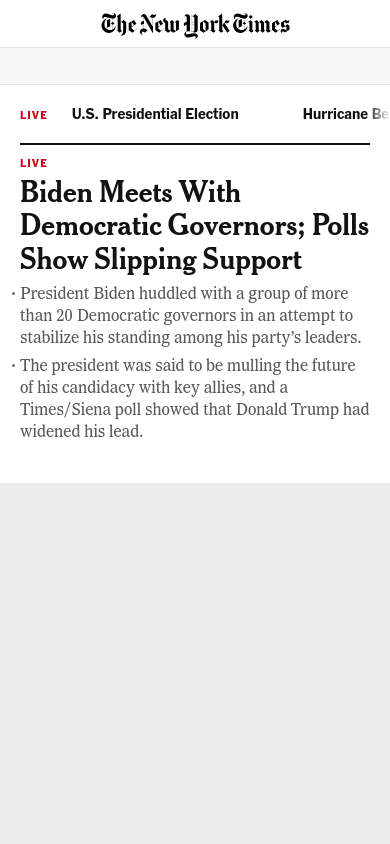 The New York Times
LIVE U.S. Presidential Election Hurricane Be
LIVE
Biden Meets With
Democratic Governors; Polls
Show Slipping Support
· President Biden huddled with a group of more
than 20 Democratic governors in an attempt to
stabilize his standing among his party’s leaders.
· The president was said to be mulling the future
of his candidacy with key allies, and a
Times/Siena poll showed that Donald Trump had
widened his lead.